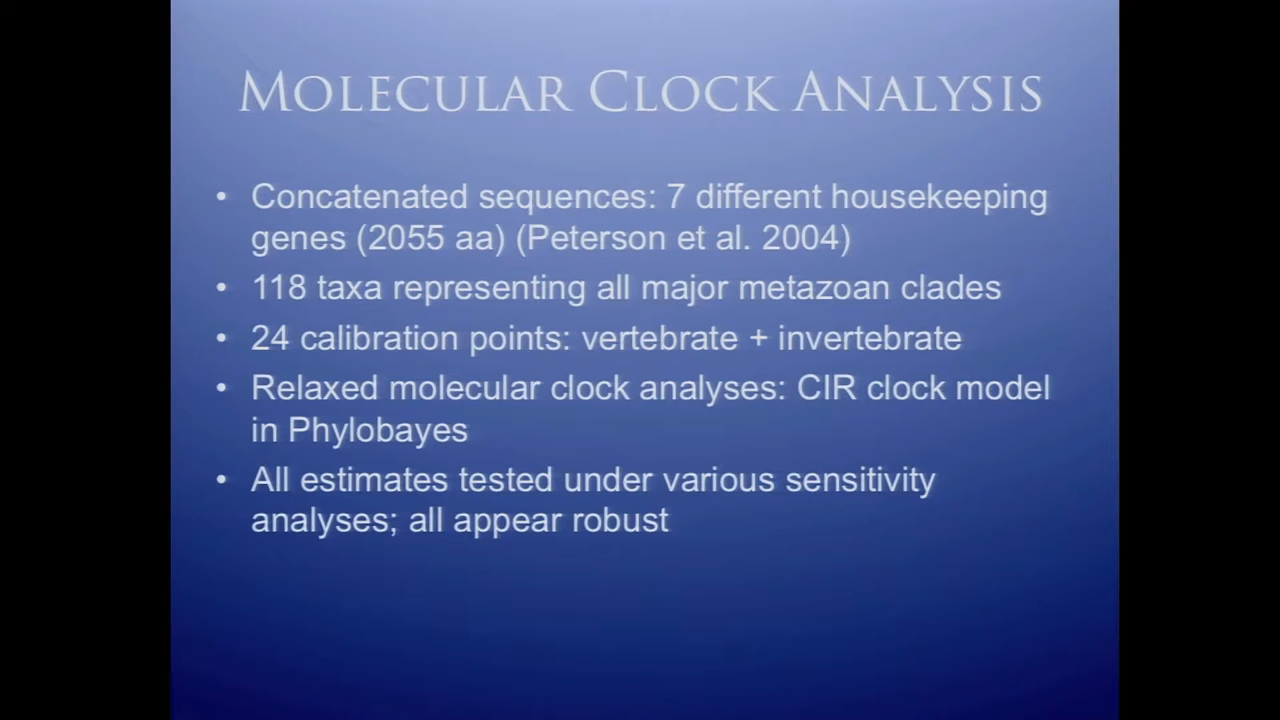 MOLECULAR CLOCK ANALYSIS
• Concatenated sequences: 7 different housekeeping
genes (2055 aa) (Peterson et al. 2004)
• 118 taxa representing all major metazoan clades
• 24 calibration points: vertebrate + invertebrate
• Relaxed molecular clock analyses: CIR clock model
in Phylobayes
• All estimates tested under various sensitivity
analyses; all appear robust